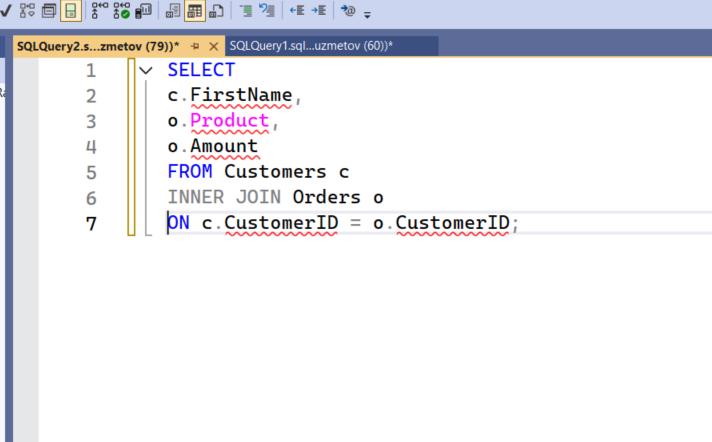 SQLQuery2.s...zmetov (79))*
SQLQuery1.sql...uzmetov (60))*
1 SELECT
2 c.FirstName,
3 o.Product,
4 o.Amount
5 FROM Customers c
6 INNER JOIN Orders o
7 ON c.CustomerID = o.CustomerID;